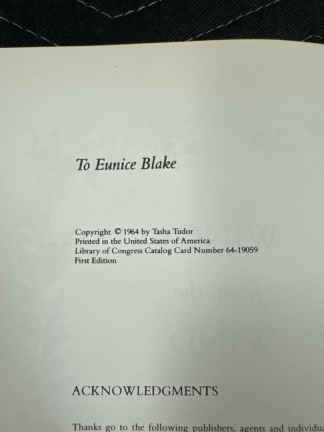 To Eunice Blake
Copyright © 1964 by Tasha Tudor
Printed in the United States of America
Library of Congress Catalog Card Number 64-19059
First Edition
ACKNOWLEDGMENTS
Thanks go to the following publishers, agents and individua